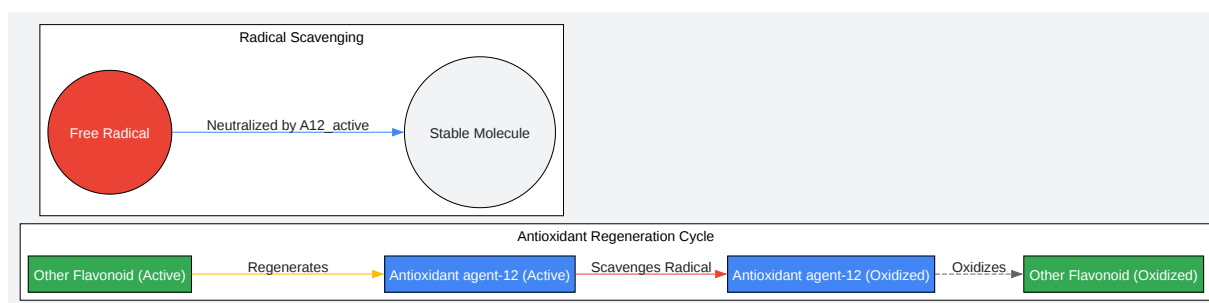 Radical Scavenging
Free Radical
Neutralized by A12_active
Stable Molecule
Antioxidant Regeneration Cycle
Other Flavonoid (Active)
Regenerates
Antioxidant agent-12 (Active)
Scavenges Radical
Antioxidant agent-12 (Oxidized)
Oxidizes
Other Flavonoid (Oxidized)